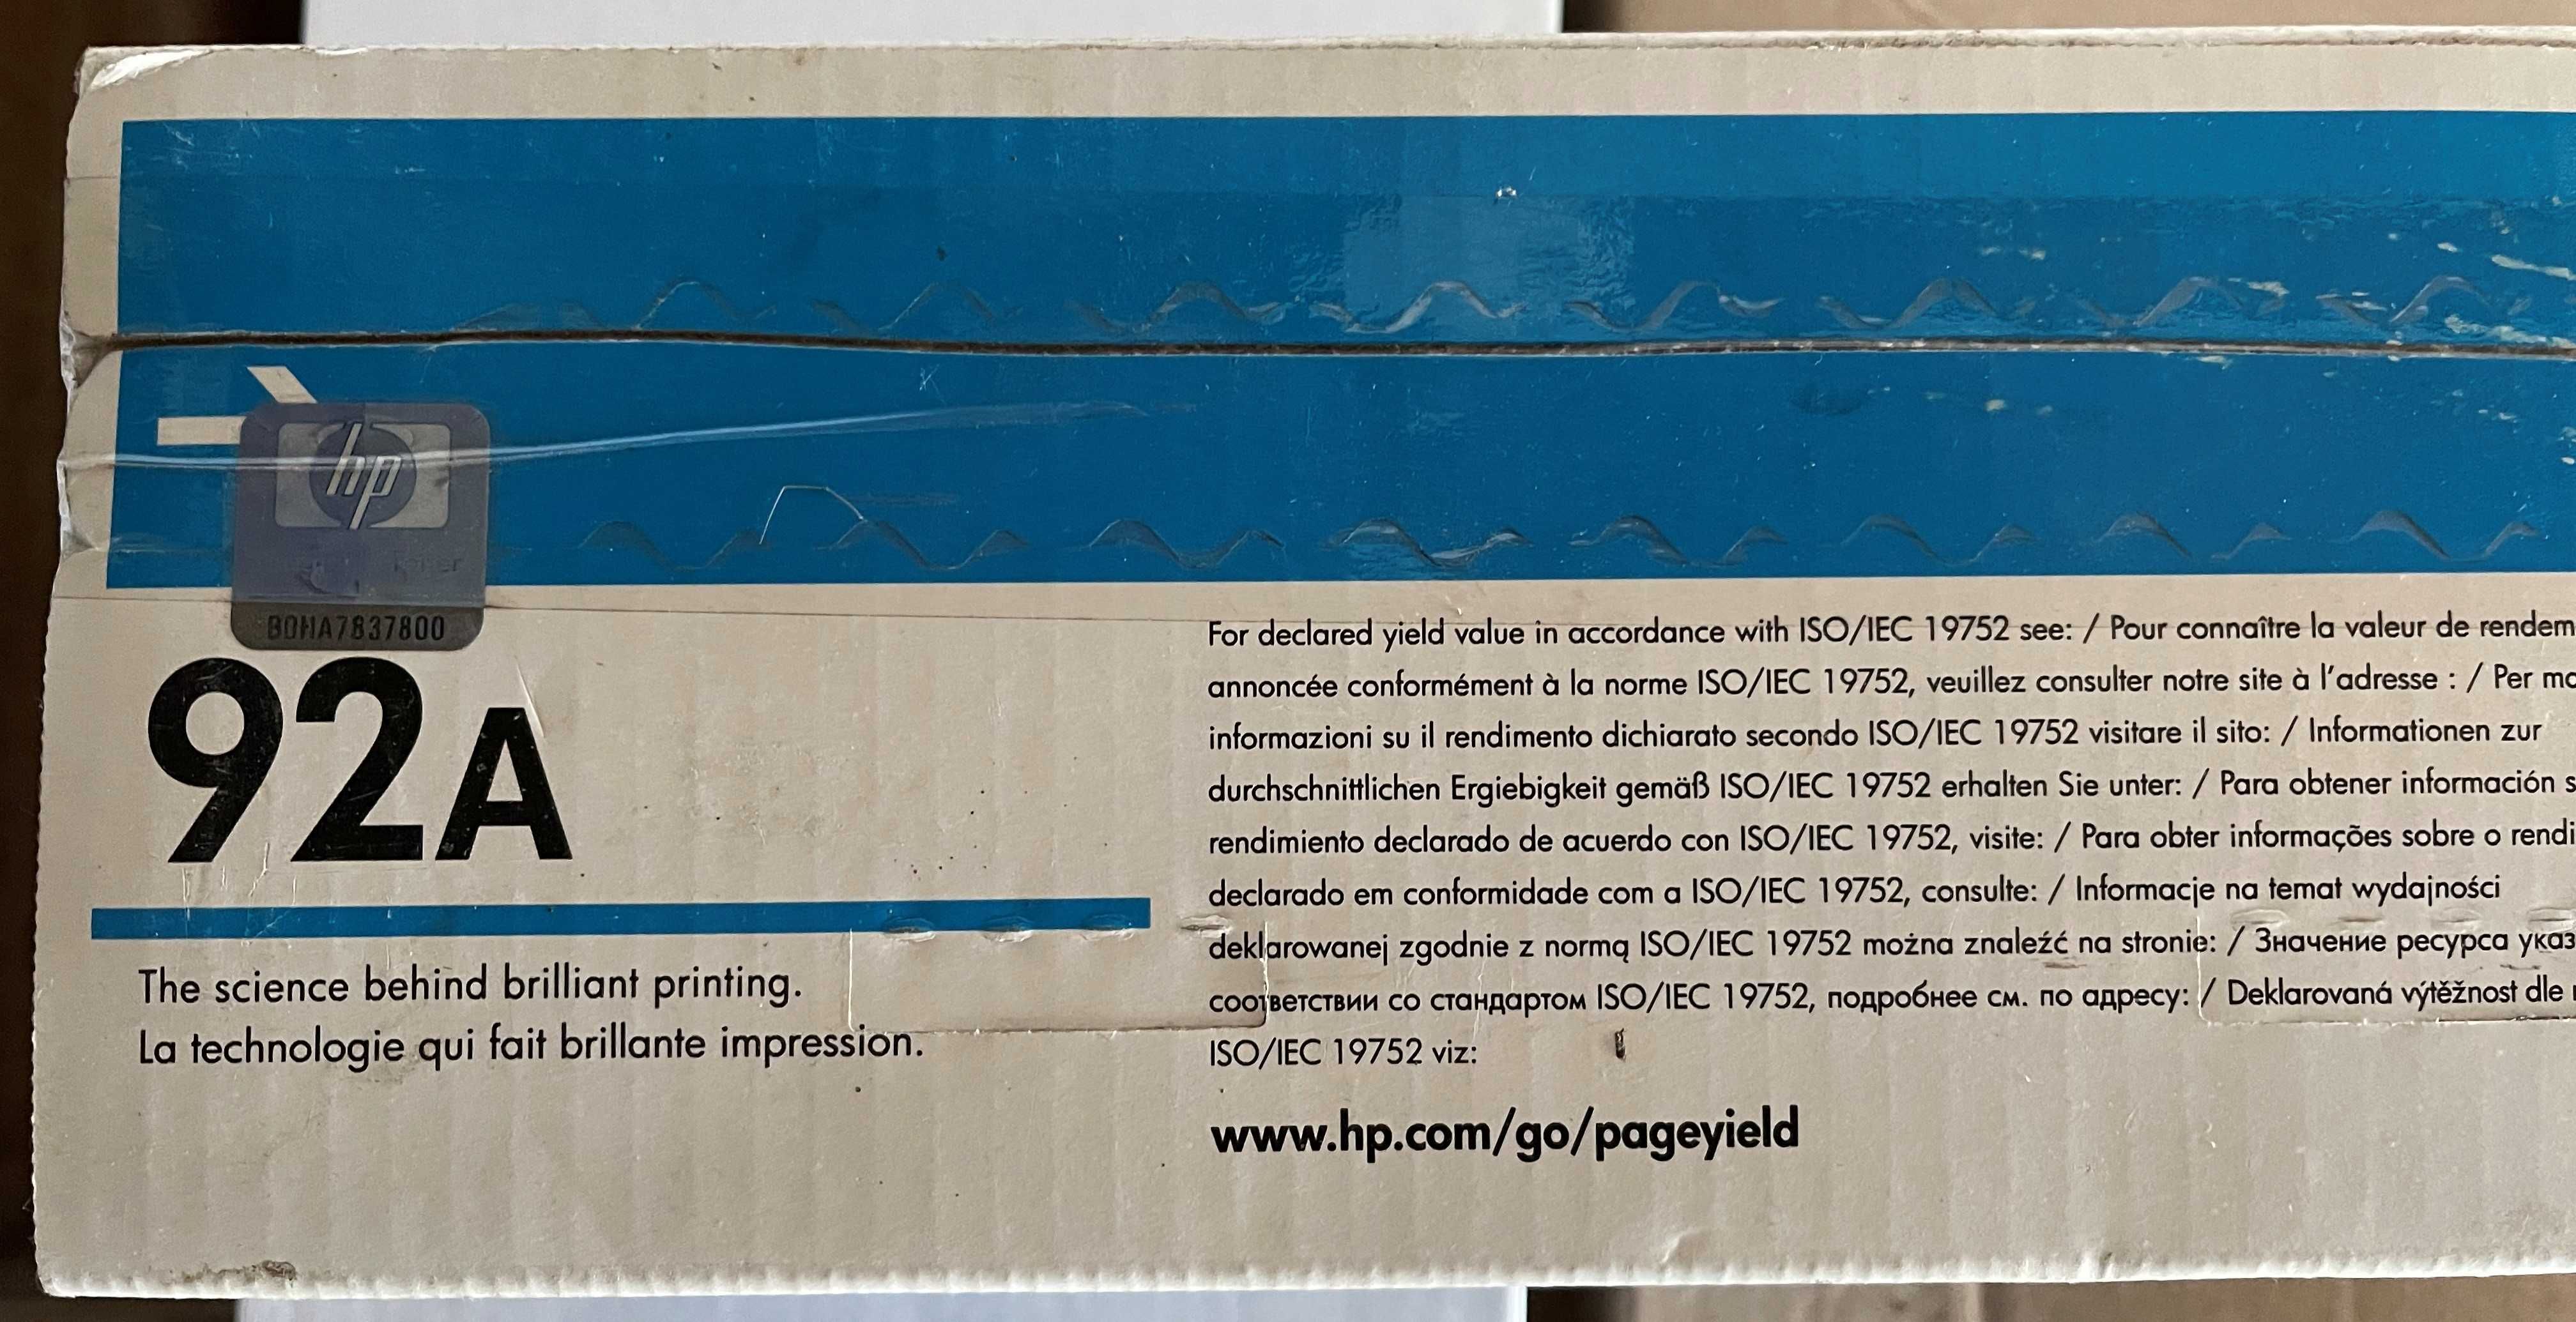 hp
92A
The science behind brilliant printing.
La technologie qui fait brillante impression.
For declared yield value in accordance with ISO/IEC 19752 see: / Pour connaître la valeur de rendem
annoncée conformément à la norme ISO/IEC 19752, veuillez consulter notre site à l'adresse : / Per mo
informazioni su il rendimento dichiarato secondo ISO/IEC 19752 visitare il sito: / Informationen zur
durchschnittlichen Ergiebigkeit gemäß ISO/IEC 19752 erhalten Sie unter: / Para obtener información s
rendimiento declarado de acuerdo con ISO/IEC 19752, visite: / Para obter informações sobre o rendi
declarado em conformidade com a ISO/IEC 19752, consulte: / Informacje na temat wydajności
deklarowanej zgodnie z normą ISO/IEC 19752 można znaleźć na stronie: / Значение ресурса указ
соответствии со стандартом ISO/IEC 19752, подробнее см. по адресу: / Deklarovaná výtěžnost dle
ISO/IEC 19752 viz:
www.hp.com/go/pageyield